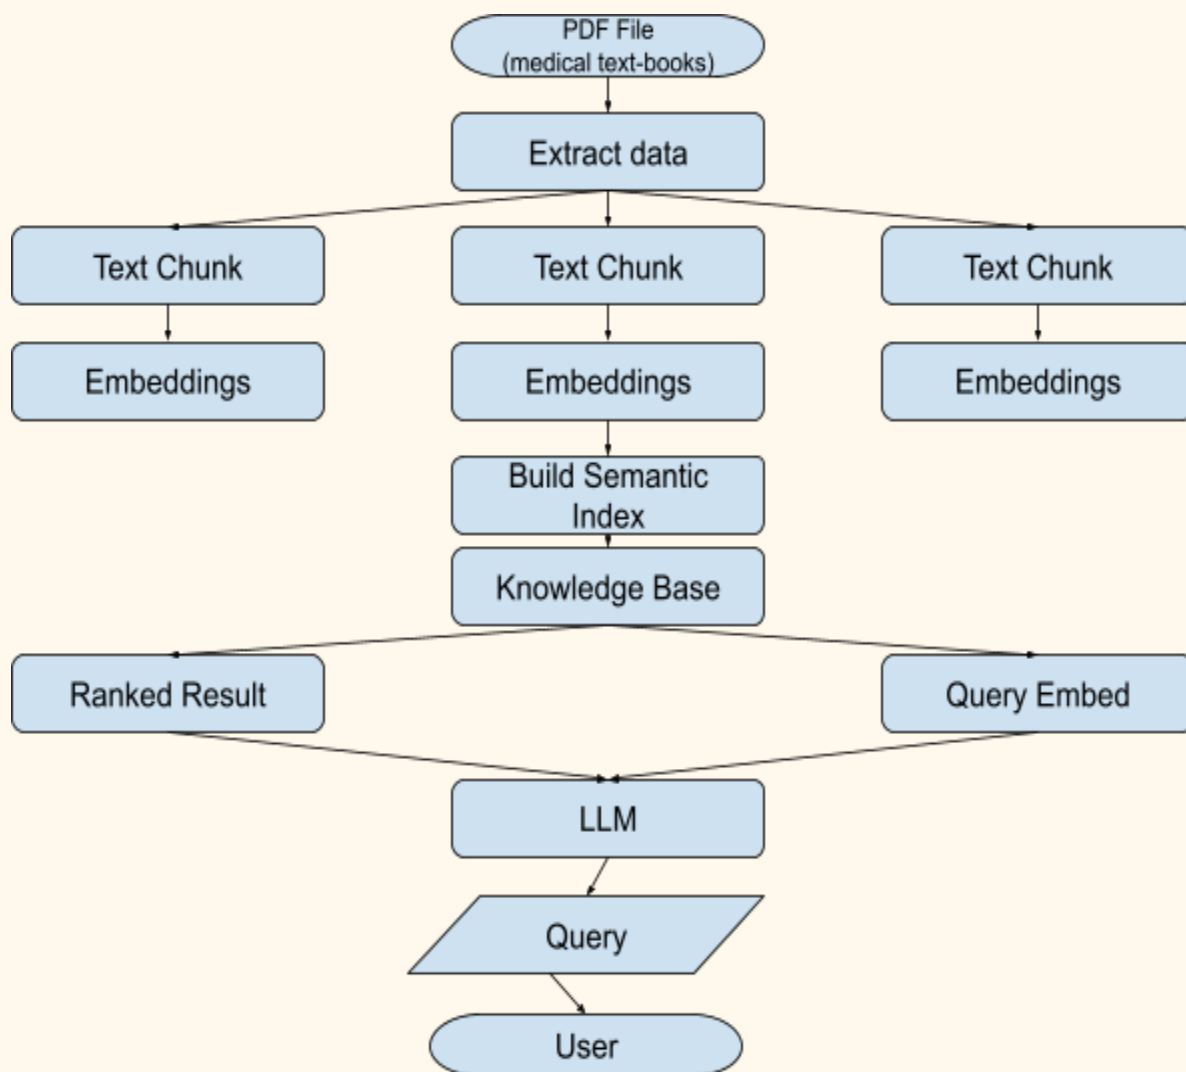 PDF File
(medical text-books)
Extract data
Text Chunk
Text Chunk
Text Chunk
Embeddings
Embeddings
Embeddings
Build Semantic
Index
Knowledge Base
Ranked Result
Query Embed
LLM
Query
User